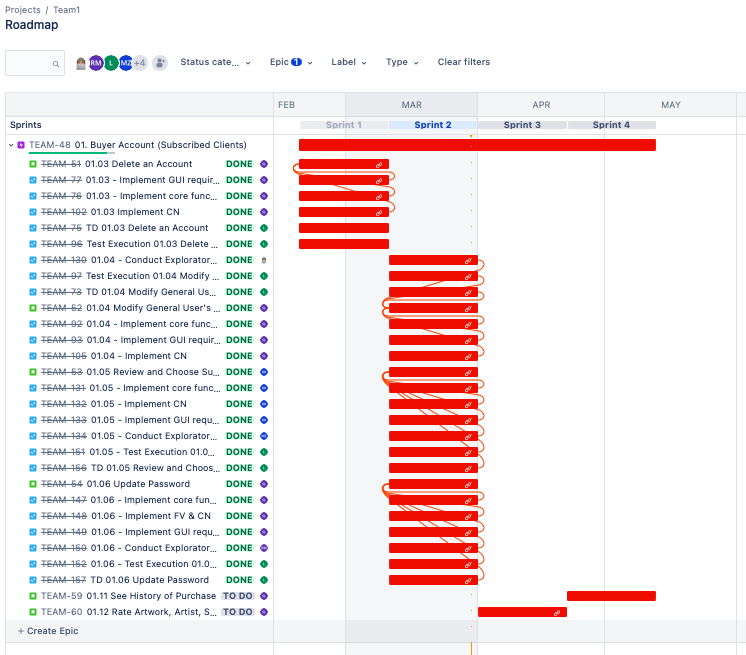 Projects / Team1
Roadmap
RM L MZ +4 Status cate... Epic 1 Label Type Clear filters
FEB MAR APR MAY
Sprints Sprint 1 Sprint 2 Sprint 3 Sprint 4
TEAM-48 01. Buyer Account (Subscribed Clients)
TEAM-51 01.03 Delete an Account DONE
TEAM-77 01.03 - Implement GUI requir... DONE
TEAM-76 01.03 - Implement core func... DONE
TEAM-102 01.03 Implement CN DONE
TEAM-75 TD 01.03 Delete an Account DONE
TEAM-96 Test Execution 01.03 Delete ... DONE
TEAM-130 01.04 - Conduct Explorator... DONE
TEAM-97 Test Execution 01.04 Modify ... DONE
TEAM-73 TD 01.04 Modify General Us... DONE
TEAM-52 01.04 Modify General User's ... DONE
TEAM-92 01.04 - Implement core func... DONE
TEAM-93 01.04 - Implement GUI requir... DONE
TEAM-105 01.04 - Implement CN DONE
TEAM-53 01.05 Review and Choose Su... DONE
TEAM-131 01.05 - Implement core func... DONE
TEAM-132 01.05 - Implement CN DONE
TEAM-133 01.05 - Implement GUI requ... DONE
TEAM-134 01.05 - Conduct Explorator... DONE
TEAM-151 01.05 - Test Execution 01.0... DONE
TEAM-156 TD 01.05 Review and Choos... DONE
TEAM-54 01.06 Update Password DONE
TEAM-147 01.06 - Implement core fun... DONE
TEAM-148 01.06 - Implement FV & CN DONE
TEAM-149 01.06 - Implement GUI requ... DONE
TEAM-150 01.06 - Conduct Explorator... DONE
TEAM-152 01.06 - Test Execution 01.0... DONE
TEAM-157 TD 01.06 Update Password DONE
TEAM-59 01.11 See History of Purchase TO DO
TEAM-60 01.12 Rate Artwork, Artist, S... TO DO
+ Create Epic